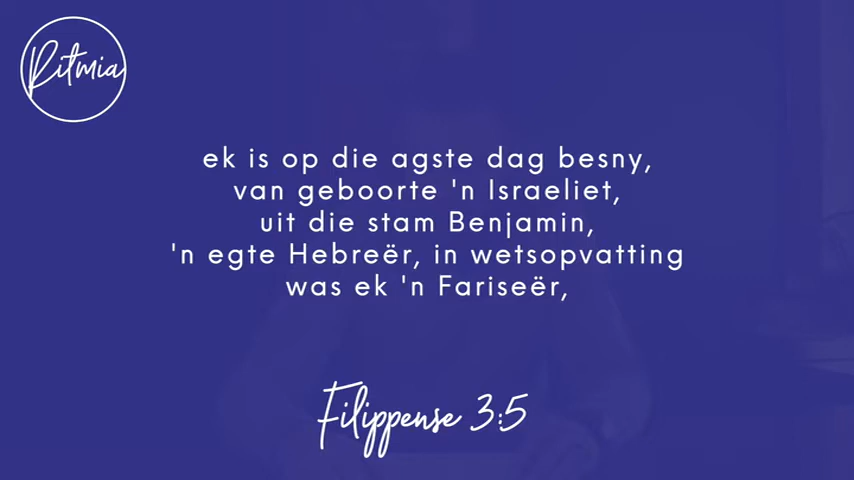 Ritmia
ek is op die agste dag besny,
van geboorte 'n Israeliet,
uit die stam Benjamin,
'n egte Hebreër, in wetsopvatting
was ek 'n Fariseër,
Filippense 3:5